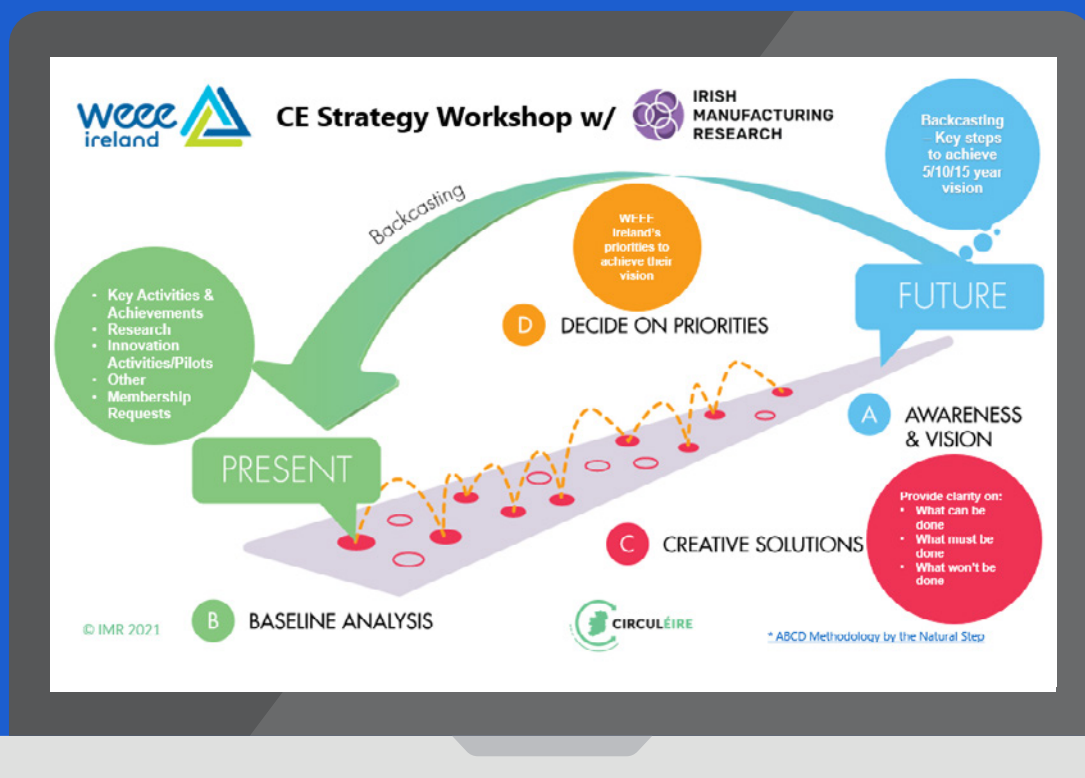 weee
ireland
CE Strategy Workshop w/
IRISH
MANUFACTURING
RESEARCH
Backcasting
– Key steps
to achieve
5/10/15 year
vision
Backcasting
WEEE
Ireland's
priorities to
achieve their
vision
• Key Activities &
Achievements
• Research
• Innovation
Activities/Pilots
• Other
• Membership
Requests
FUTURE
D DECIDE ON PRIORITIES
PRESENT
A AWARENESS
& VISION
Provide clarity on:
• What can be
done
• What must be
done
• What won't be
done
C CREATIVE SOLUTIONS
B BASELINE ANALYSIS
© IMR 2021
CIRCULÉIRE
* ABCD Methodology by the Natural Step